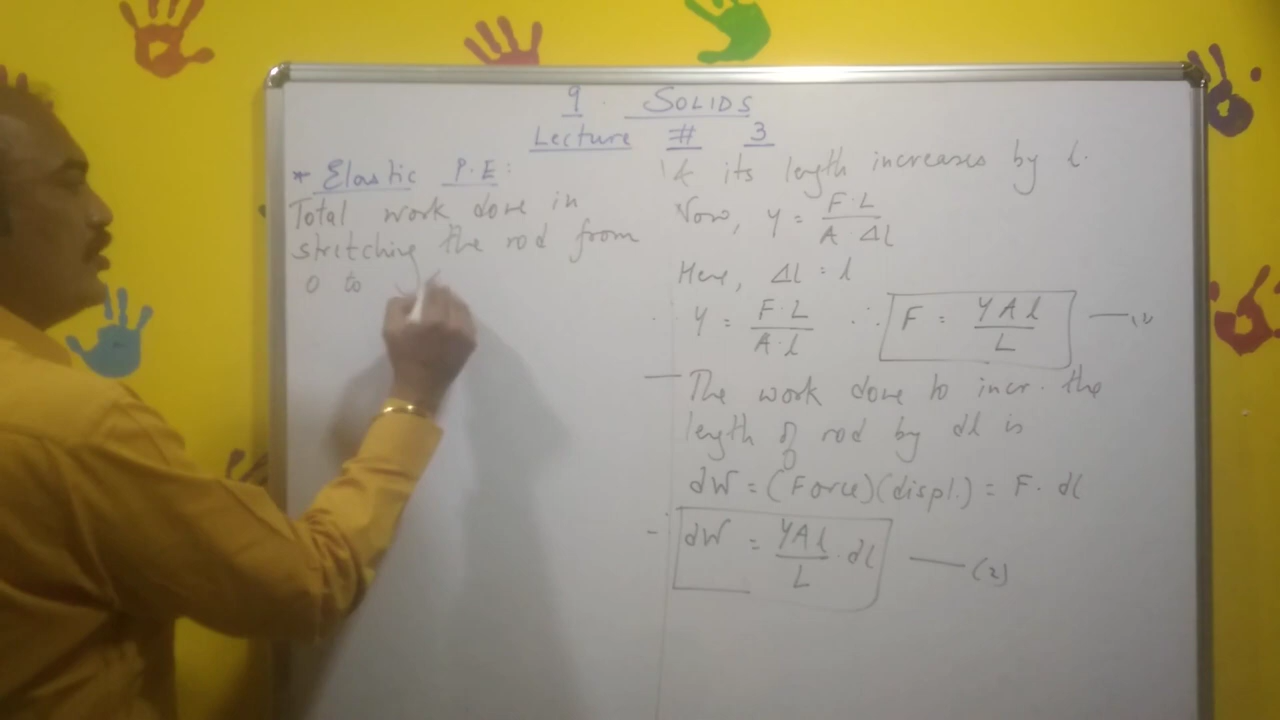 9. SOLIDS
Lecture # 3
* Elastic P.E:
Total work done in
stretching the rod from
0 to
its length increases by l.
Now, Y = F·L / A·Δl
Here, Δl = l
Y = F·L / A·l ∴ F = YAl / L —(1)
— The work done to incr. the
length of rod by dl is
dW = (Force)(displ.) = F· dl
- dW = YAl / L · dl —(2)